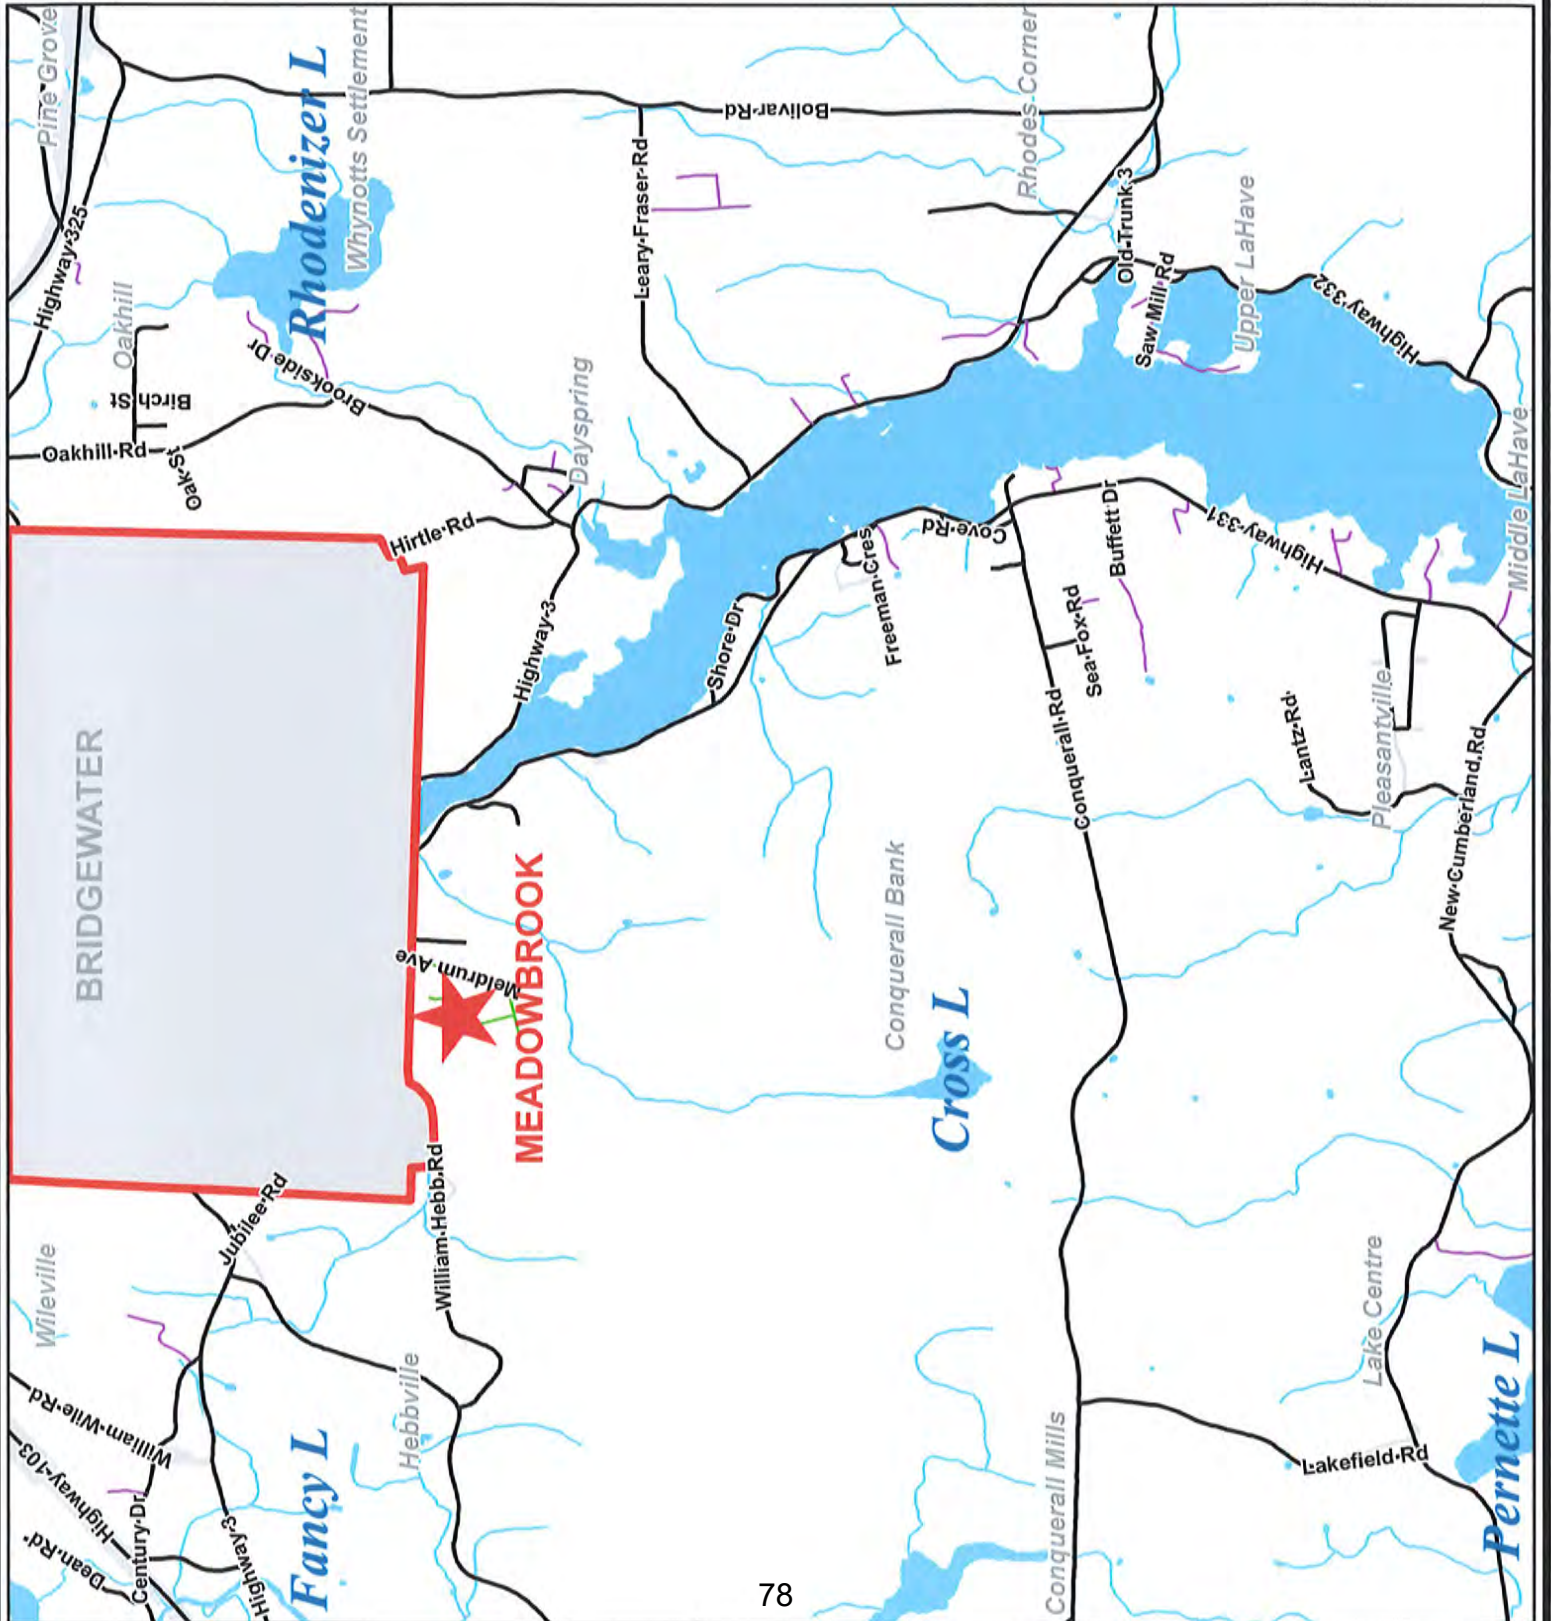 Pine Grove
Highway 325
Rhodenizer L
Whynotts Settlement
Oakhill
Birch St
Oakhill Rd
Oak St
Brookside Dr
Hirtle Rd
Dayspring
Leary Fraser Rd
Bolivar Rd
Rhodes Corner
Old Trunk 3
Saw Mill Rd
Upper LaHave
Highway 332
Middle LaHave
BRIDGEWATER
Highway 3
Shore Dr
Freeman Cres
Cove Rd
Buffett Dr
Highway 331
Sea Fox Rd
Conquerall Rd
Lantz Rd
Pleasantville
New Cumberland Rd
Meldrum Ave
MEADOWBROOK
Conquerall Bank
Cross L
William Hebb Rd
Jubilee Rd
Wileville
William Wile Rd
Highway 103
Dean Rd
Century Dr
Highway 3
Highway
Fancy L
Hebbville
Conquerall Mills
Lakefield Rd
Lake Centre
Pernette L
78